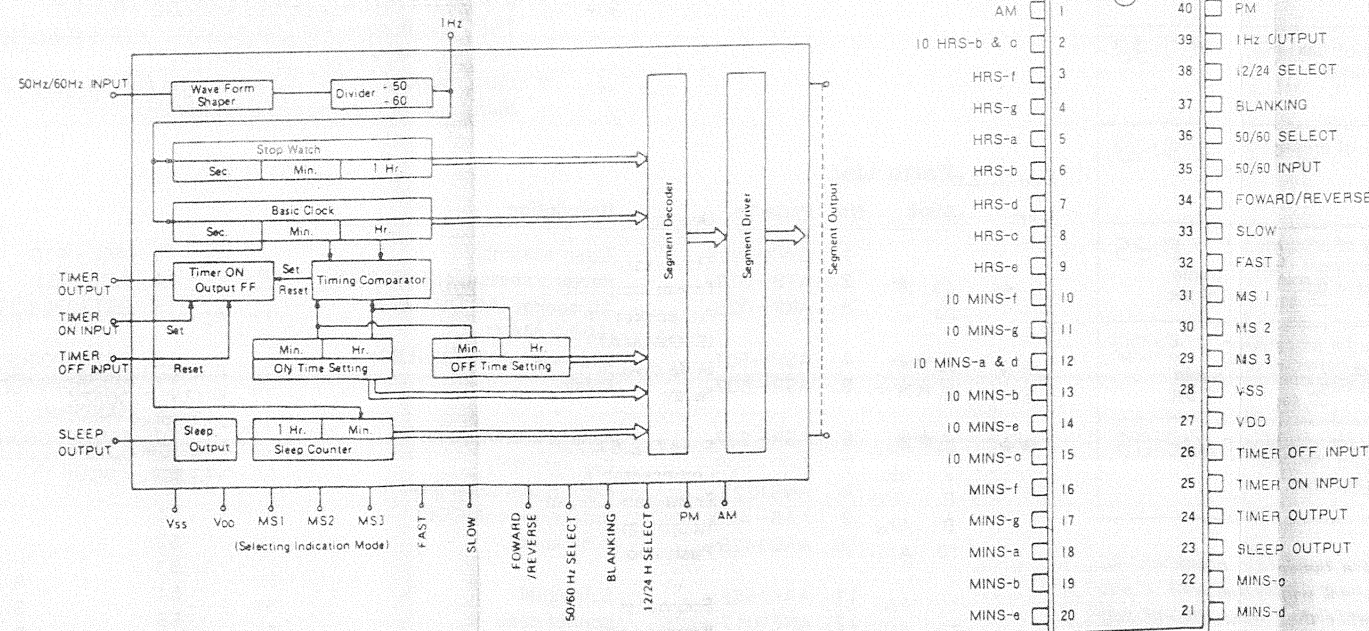 1Hz
50Hz/60Hz INPUT
Wave Form
Shaper
Divider
- 50
- 60
Stop Watch
Sec.
Min.
1 Hr.
Basic Clock
Sec.
Min.
Hr.
TIMER
OUTPUT
Timer ON
Output FF
Set
Reset
Timing Comparator
TIMER
ON INPUT
Set
TIMER
OFF INPUT
Reset
Min.
Hr.
ON Time Setting
Min.
Hr.
OFF Time Setting
SLEEP
OUTPUT
Sleep
Output
1 Hr.
Min.
Sleep Counter
Segment Decoder
Segment Driver
Segment Output
VSS
VDD
MS1
MS2
MS3
(Selecting Indication Mode)
FAST
SLOW
FOWARD
/REVERSE
50/60 Hz SELECT
BLANKING
12/24 H SELECT
PM
AM
AM 1
10 HRS-b & c 2
HRS-f 3
HRS-g 4
HRS-a 5
HRS-b 6
HRS-d 7
HRS-c 8
HRS-e 9
10 MINS-f 10
10 MINS-g 11
10 MINS-a & d 12
10 MINS-b 13
10 MINS-e 14
10 MINS-c 15
MINS-f 16
MINS-g 17
MINS-a 18
MINS-b 19
MINS-e 20
40 PM
39 1Hz OUTPUT
38 12/24 SELECT
37 BLANKING
36 50/60 SELECT
35 50/60 INPUT
34 FOWARD/REVERSE
33 SLOW
32 FAST
31 MS 1
30 MS 2
29 MS 3
28 VSS
27 VDD
26 TIMER OFF INPUT
25 TIMER ON INPUT
24 TIMER OUTPUT
23 SLEEP OUTPUT
22 MINS-c
21 MINS-d